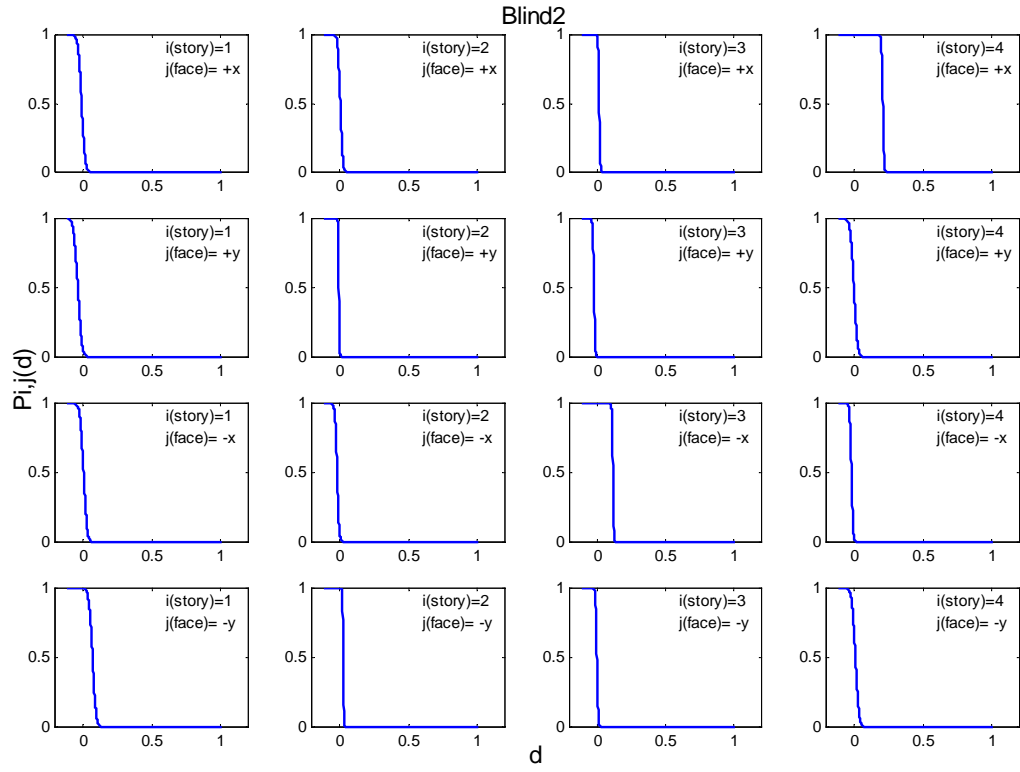 Blind2
1
0.5
0
0
0.5
1
i(story)=1
j(face)= +x
1
0.5
0
0
0.5
1
i(story)=2
j(face)= +x
1
0.5
0
0
0.5
1
i(story)=3
j(face)= +x
1
0.5
0
0
0.5
1
i(story)=4
j(face)= +x
1
0.5
0
0
0.5
1
i(story)=1
j(face)= +y
1
0.5
0
0
0.5
1
i(story)=2
j(face)= +y
1
0.5
0
0
0.5
1
i(story)=3
j(face)= +y
1
0.5
0
0
0.5
1
i(story)=4
j(face)= +y
Pi,j(d)
1
0.5
0
0
0.5
1
i(story)=1
j(face)= -x
1
0.5
0
0
0.5
1
i(story)=2
j(face)= -x
1
0.5
0
0
0.5
1
i(story)=3
j(face)= -x
1
0.5
0
0
0.5
1
i(story)=4
j(face)= -x
1
0.5
0
0
0.5
1
i(story)=1
j(face)= -y
1
0.5
0
0
0.5
1
i(story)=2
j(face)= -y
1
0.5
0
0
0.5
1
i(story)=3
j(face)= -y
1
0.5
0
0
0.5
1
i(story)=4
j(face)= -y
d